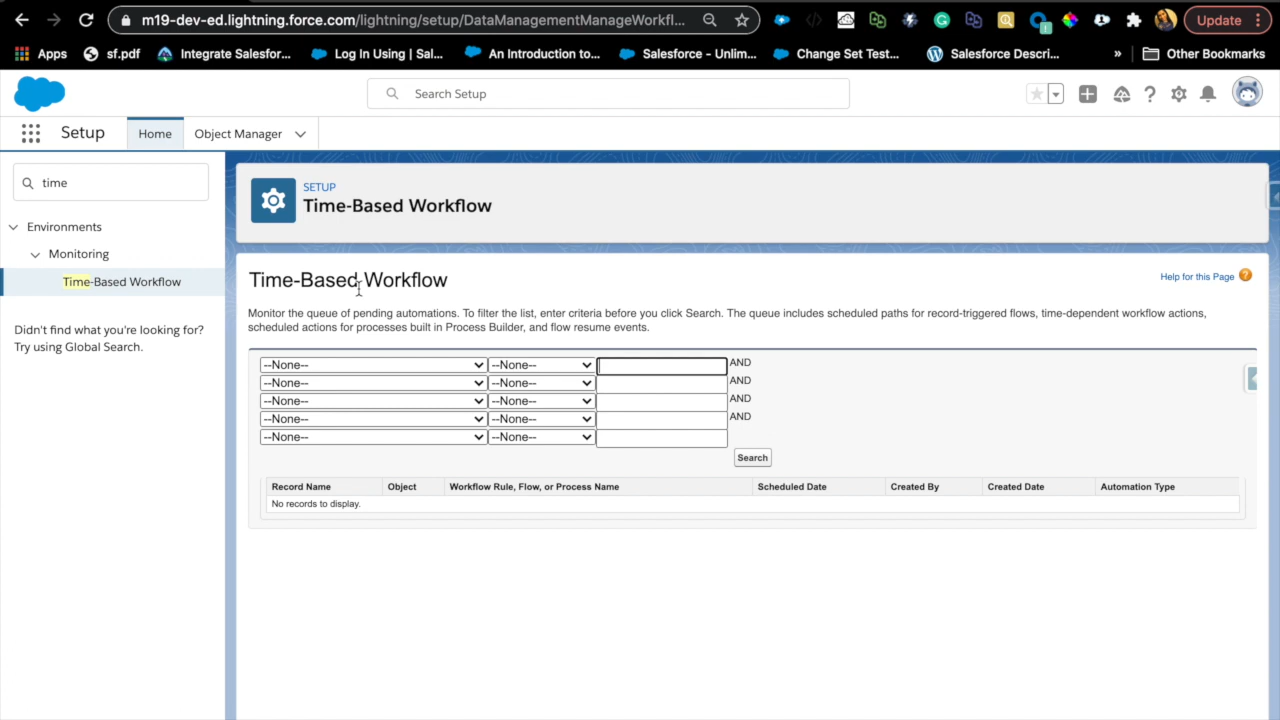 m19-dev-ed.lightning.force.com/lightning/setup/DataManagementManageWorkfl...
Update
Apps
sf.pdf
Integrate Salesfor...
Log In Using | Sal...
An Introduction to...
Salesforce - Unlim...
Change Set Test...
Salesforce Descri...
»
Other Bookmarks
Search Setup
Setup
Home
Object Manager
time
Environments
Monitoring
Time-Based Workflow
Didn't find what you're looking for?
Try using Global Search.
SETUP
Time-Based Workflow
Time-Based Workflow
Help for this Page
Monitor the queue of pending automations. To filter the list, enter criteria before you click Search. The queue includes scheduled paths for record-triggered flows, time-dependent workflow actions,
scheduled actions for processes built in Process Builder, and flow resume events.
--None-- --None-- AND
--None-- --None-- AND
--None-- --None-- AND
--None-- --None-- AND
--None-- --None--
Search
Record Name Object Workflow Rule, Flow, or Process Name Scheduled Date Created By Created Date Automation Type
No records to display.